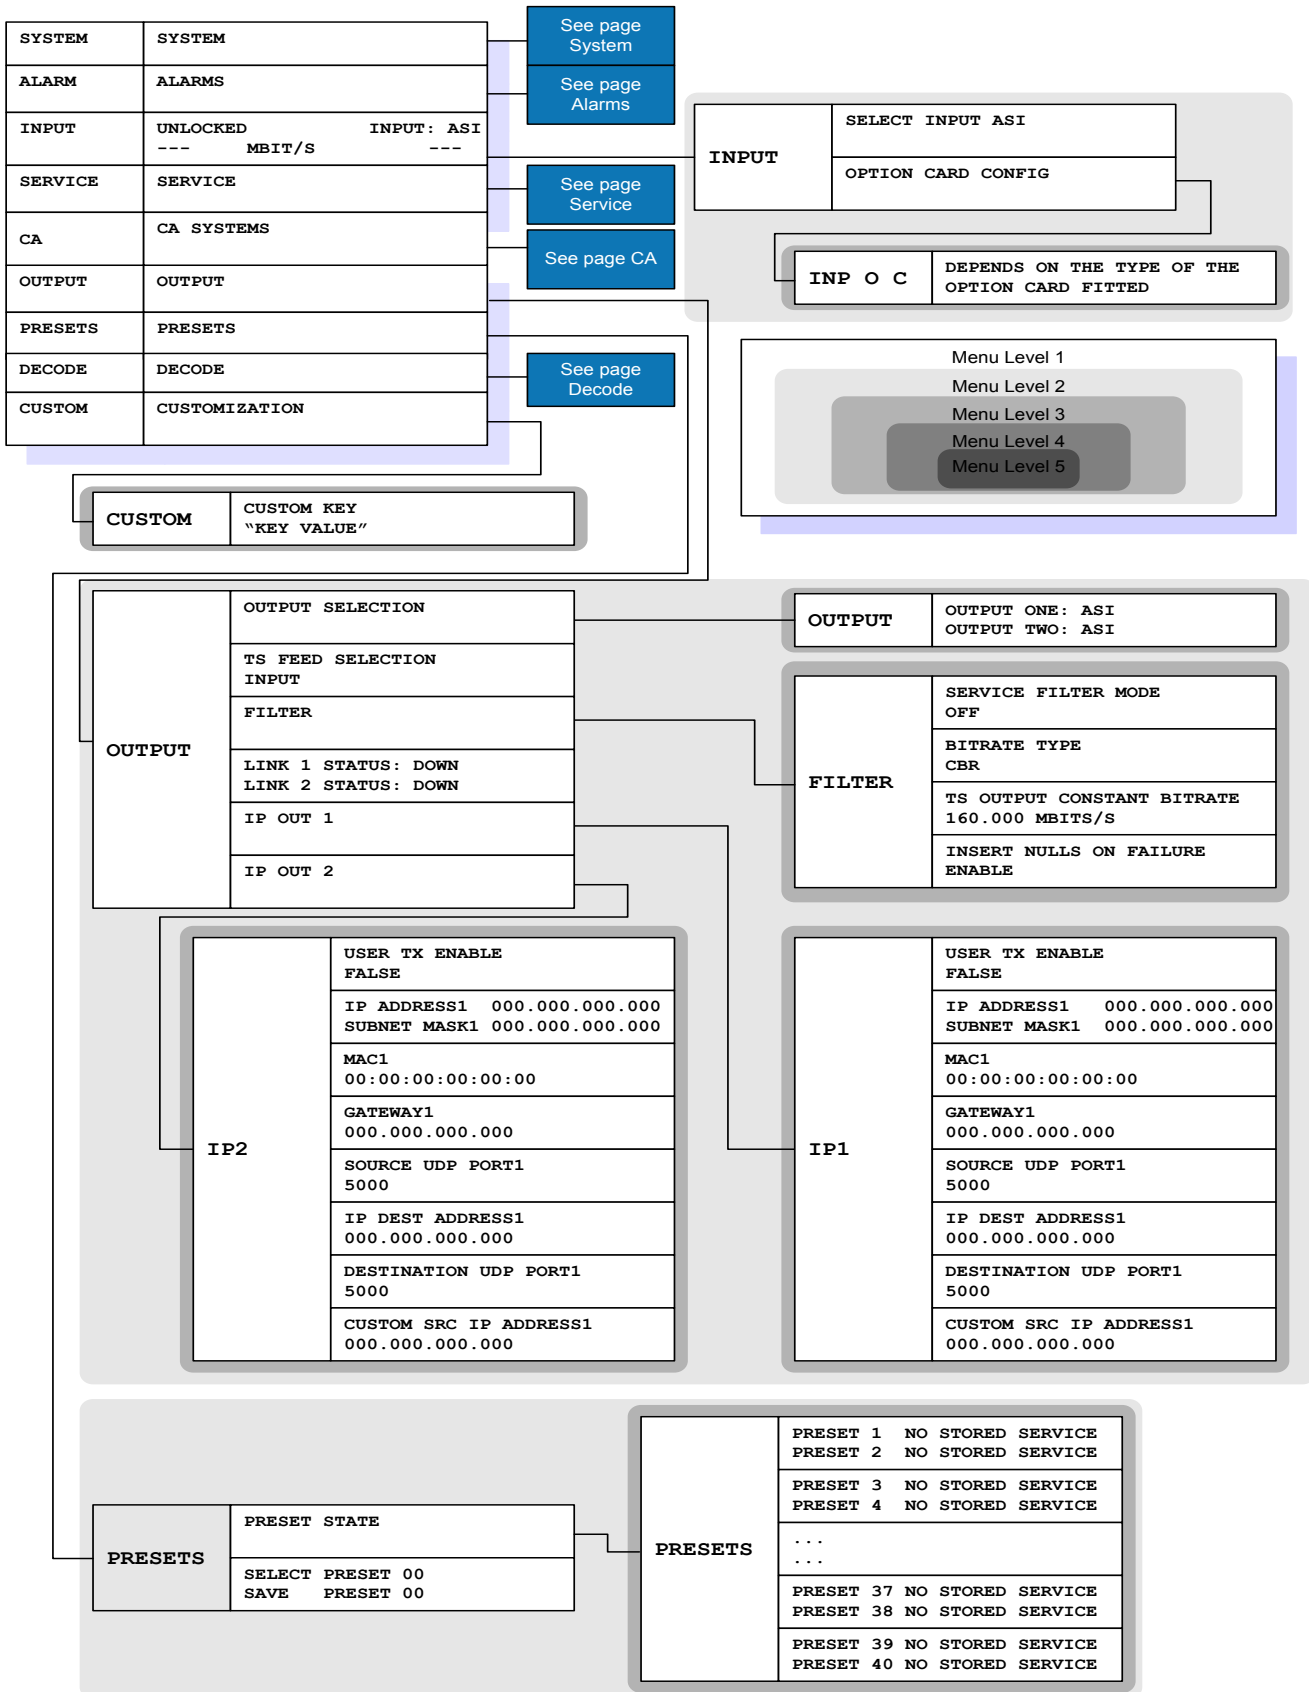 SYSTEM SYSTEM
See page
System
ALARM ALARMS
See page
Alarms
INPUT UNLOCKED INPUT: ASI
--- MBIT/S ---
SERVICE SERVICE
See page
Service
CA CA SYSTEMS
See page CA
OUTPUT OUTPUT
PRESETS PRESETS
DECODE DECODE
See page
Decode
CUSTOM CUSTOMIZATION
INPUT
SELECT INPUT ASI
OPTION CARD CONFIG
INP O C
DEPENDS ON THE TYPE OF THE
OPTION CARD FITTED
Menu Level 1
Menu Level 2
Menu Level 3
Menu Level 4
Menu Level 5
CUSTOM
CUSTOM KEY
“KEY VALUE”
OUTPUT
OUTPUT SELECTION
TS FEED SELECTION
INPUT
FILTER
LINK 1 STATUS: DOWN
LINK 2 STATUS: DOWN
IP OUT 1
IP OUT 2
OUTPUT
OUTPUT ONE: ASI
OUTPUT TWO: ASI
FILTER
SERVICE FILTER MODE
OFF
BITRATE TYPE
CBR
TS OUTPUT CONSTANT BITRATE
160.000 MBITS/S
INSERT NULLS ON FAILURE
ENABLE
IP2
USER TX ENABLE
FALSE
IP ADDRESS1 000.000.000.000
SUBNET MASK1 000.000.000.000
MAC1
00:00:00:00:00:00
GATEWAY1
000.000.000.000
SOURCE UDP PORT1
5000
IP DEST ADDRESS1
000.000.000.000
DESTINATION UDP PORT1
5000
CUSTOM SRC IP ADDRESS1
000.000.000.000
IP1
USER TX ENABLE
FALSE
IP ADDRESS1 000.000.000.000
SUBNET MASK1 000.000.000.000
MAC1
00:00:00:00:00:00
GATEWAY1
000.000.000.000
SOURCE UDP PORT1
5000
IP DEST ADDRESS1
000.000.000.000
DESTINATION UDP PORT1
5000
CUSTOM SRC IP ADDRESS1
000.000.000.000
PRESETS
PRESET STATE
SELECT PRESET 00
SAVE PRESET 00
PRESETS
PRESET 1 NO STORED SERVICE
PRESET 2 NO STORED SERVICE
PRESET 3 NO STORED SERVICE
PRESET 4 NO STORED SERVICE
...
...
PRESET 37 NO STORED SERVICE
PRESET 38 NO STORED SERVICE
PRESET 39 NO STORED SERVICE
PRESET 40 NO STORED SERVICE